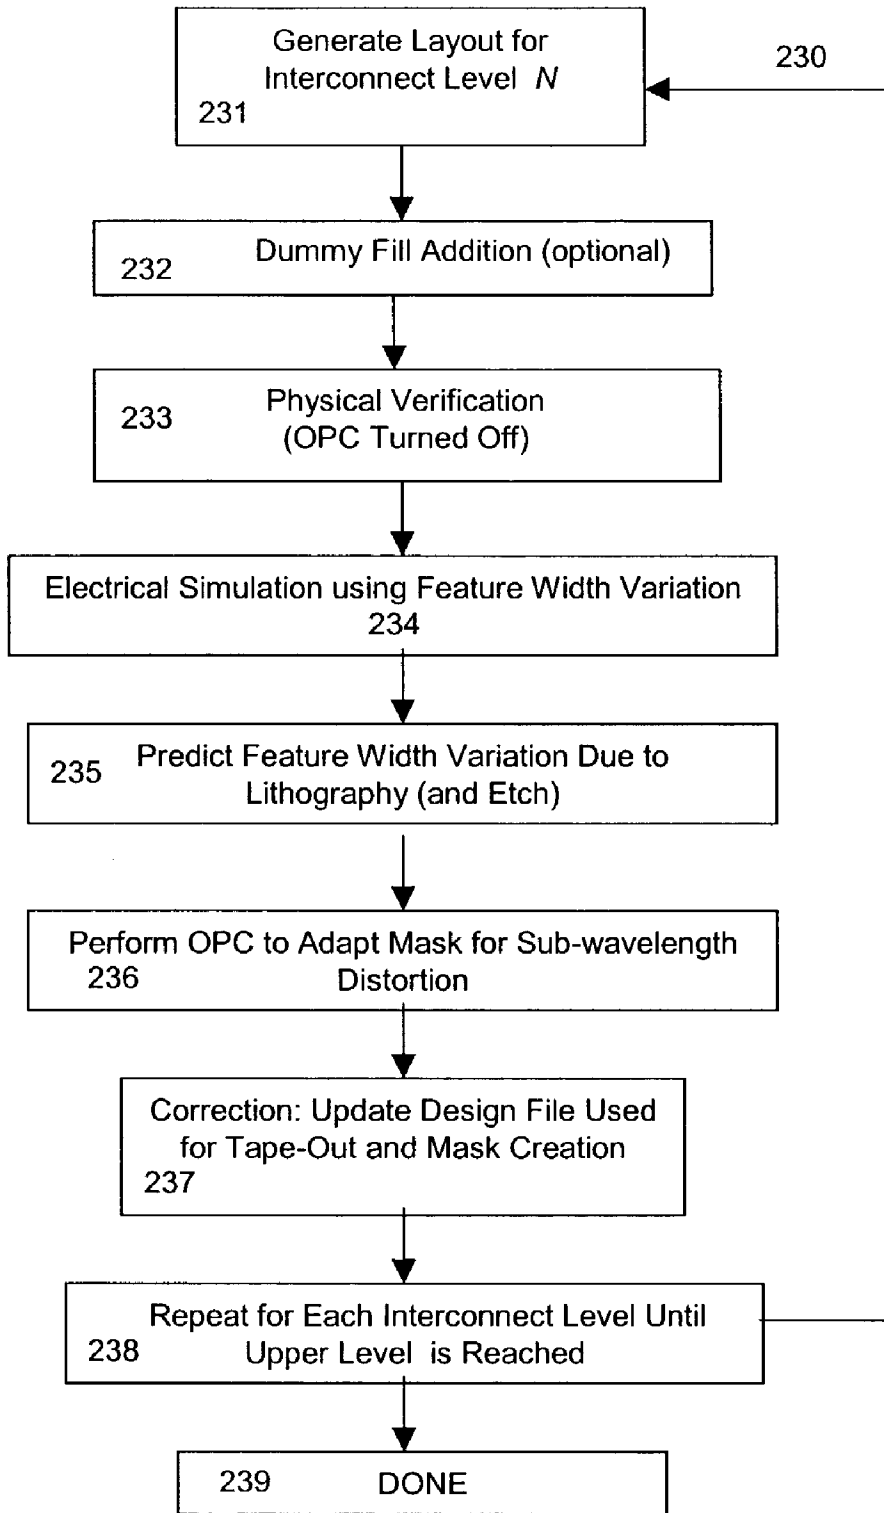 Generate Layout for
Interconnect Level N
231
230
232 Dummy Fill Addition (optional)
233 Physical Verification
(OPC Turned Off)
Electrical Simulation using Feature Width Variation
234
235 Predict Feature Width Variation Due to
Lithography (and Etch)
Perform OPC to Adapt Mask for Sub-wavelength
236 Distortion
Correction: Update Design File Used
for Tape-Out and Mask Creation
237
Repeat for Each Interconnect Level Until
238 Upper Level is Reached
239 DONE